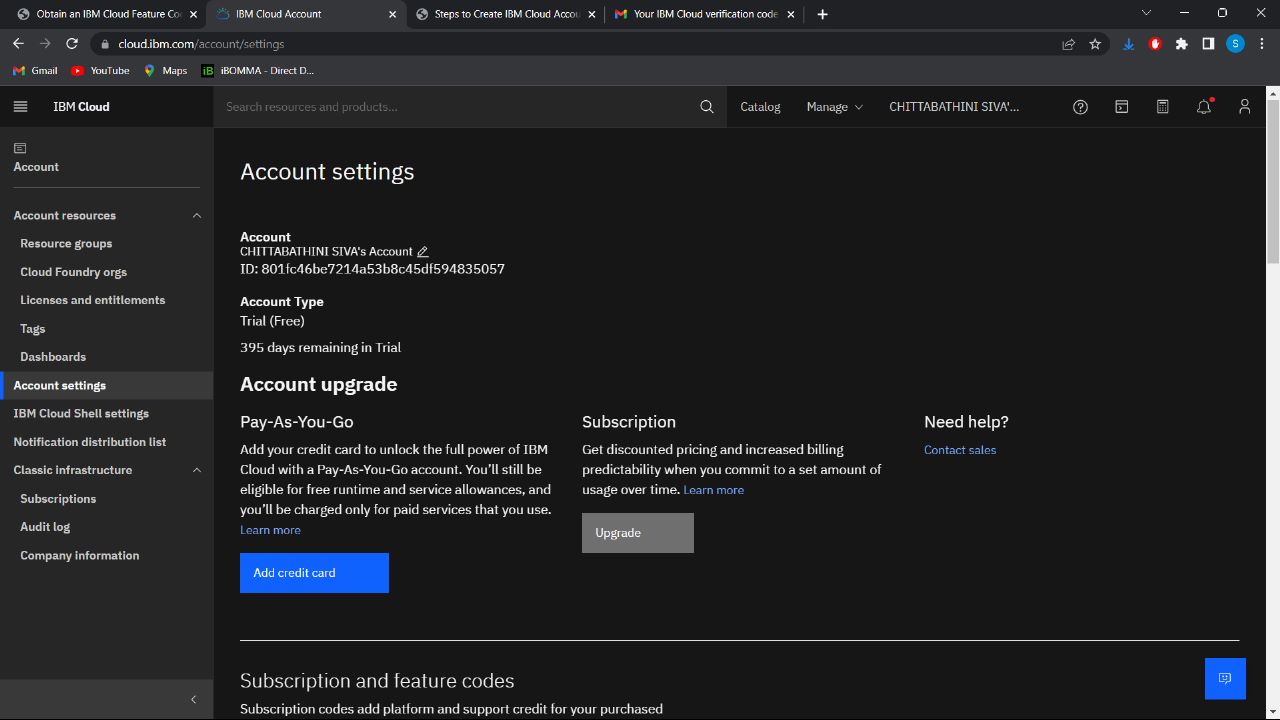 Obtain an IBM Cloud Feature Co
IBM Cloud Account
Steps to Create IBM Cloud Accou
Your IBM Cloud verification code
cloud.ibm.com/account/settings
S
Gmail
YouTube
Maps
iB
iBOMMA - Direct D...
IBM Cloud
Search resources and products...
Catalog
Manage
CHITTABATHINI SIVA'...
Account
Account resources
Resource groups
Cloud Foundry orgs
Licenses and entitlements
Tags
Dashboards
Account settings
IBM Cloud Shell settings
Notification distribution list
Classic infrastructure
Subscriptions
Audit log
Company information
Account settings
Account
CHITTABATHINI SIVA's Account
ID: 801fc46be7214a53b8c45df594835057
Account Type
Trial (Free)
395 days remaining in Trial
Account upgrade
Pay-As-You-Go
Add your credit card to unlock the full power of IBM
Cloud with a Pay-As-You-Go account. You'll still be
eligible for free runtime and service allowances, and
you'll be charged only for paid services that you use.
Learn more
Add credit card
Subscription
Get discounted pricing and increased billing
predictability when you commit to a set amount of
usage over time. Learn more
Upgrade
Need help?
Contact sales
Subscription and feature codes
Subscription codes add platform and support credit for your purchased